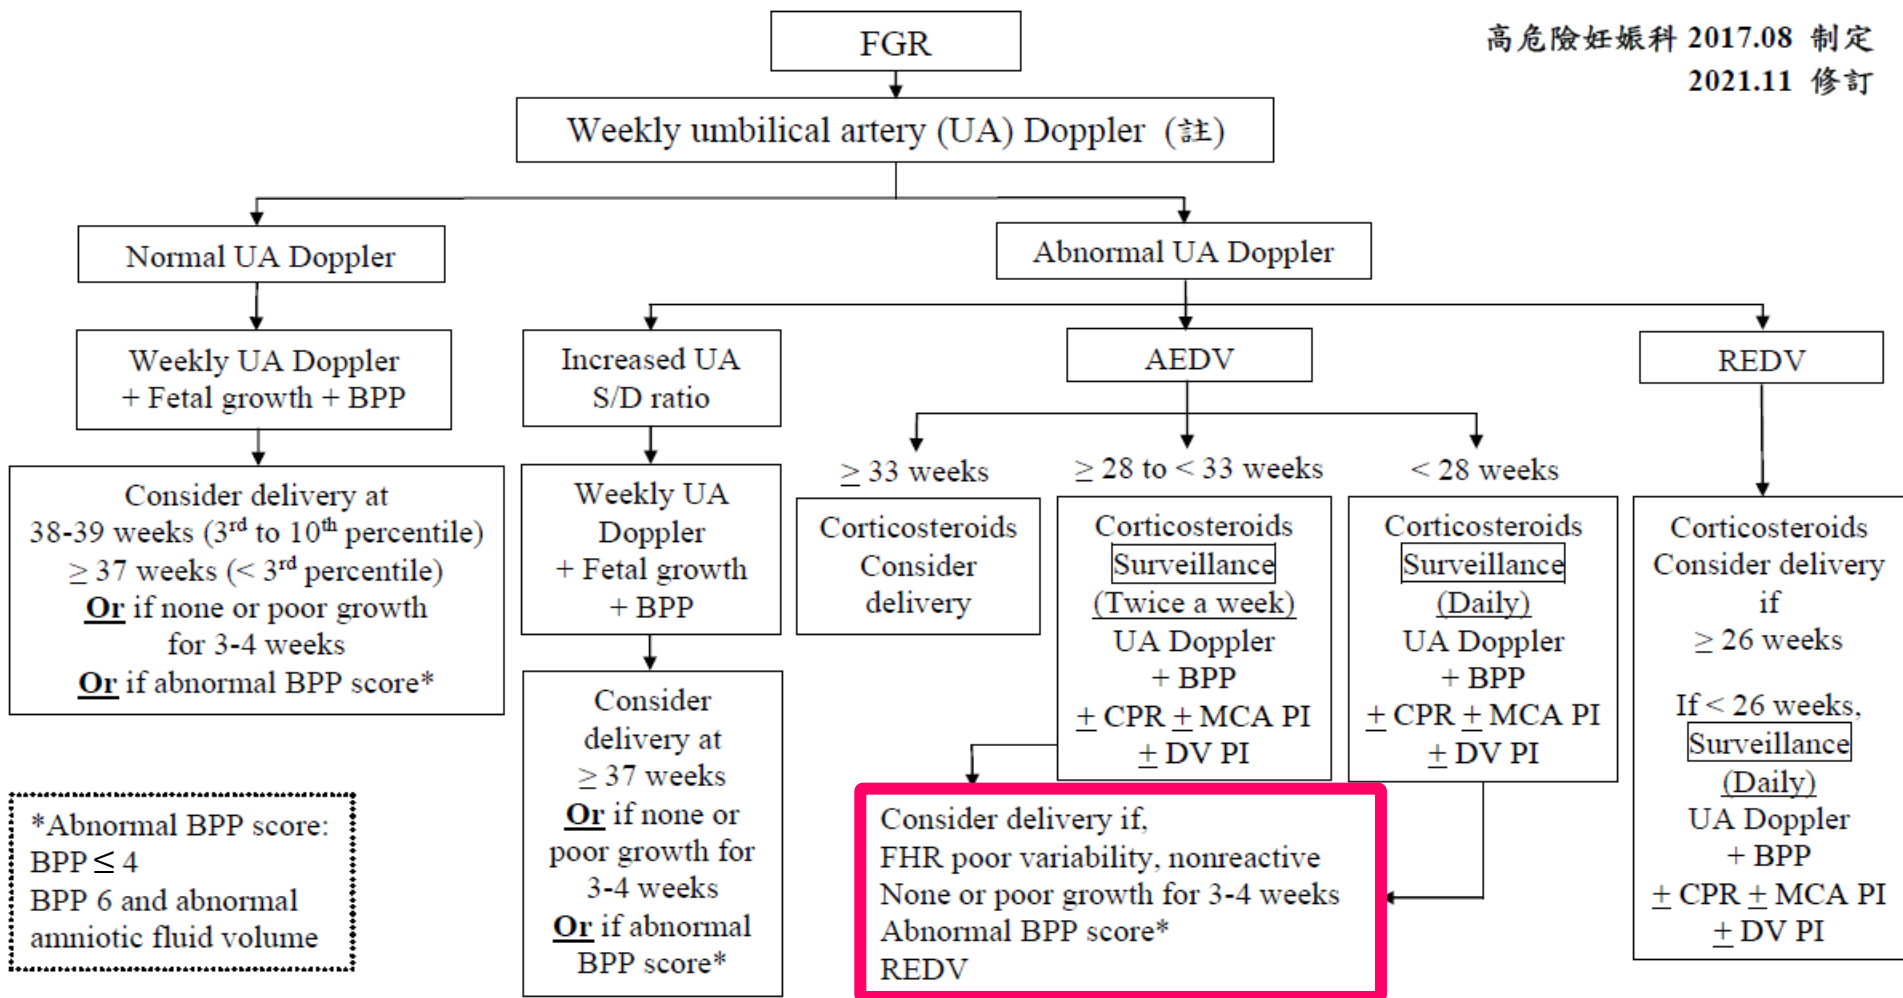 FGR
高危險妊娠科 2017.08 制定
2021.11 修訂
Weekly umbilical artery (UA) Doppler (註)
Normal UA Doppler
Abnormal UA Doppler
Weekly UA Doppler
+ Fetal growth + BPP
Increased UA
S/D ratio
AEDV
REDV
Consider delivery at
38-39 weeks (3rd to 10th percentile)
≥ 37 weeks (< 3rd percentile)
Or if none or poor growth
for 3-4 weeks
Or if abnormal BPP score*
Weekly UA
Doppler
+ Fetal growth
+ BPP
Consider
delivery at
≥ 37 weeks
Or if none or
poor growth for
3-4 weeks
Or if abnormal
BPP score*
≥ 33 weeks
Corticosteroids
Consider
delivery
≥ 28 to < 33 weeks
Corticosteroids
Surveillance
(Twice a week)
UA Doppler
+ BPP
± CPR ± MCA PI
± DV PI
< 28 weeks
Corticosteroids
Surveillance
(Daily)
UA Doppler
+ BPP
± CPR ± MCA PI
± DV PI
Corticosteroids
Consider delivery
if
≥ 26 weeks
If < 26 weeks,
Surveillance
(Daily)
UA Doppler
+ BPP
± CPR ± MCA PI
± DV PI
Consider delivery if,
FHR poor variability, nonreactive
None or poor growth for 3-4 weeks
Abnormal BPP score*
REDV
*Abnormal BPP score:
BPP ≤ 4
BPP 6 and abnormal
amniotic fluid volume